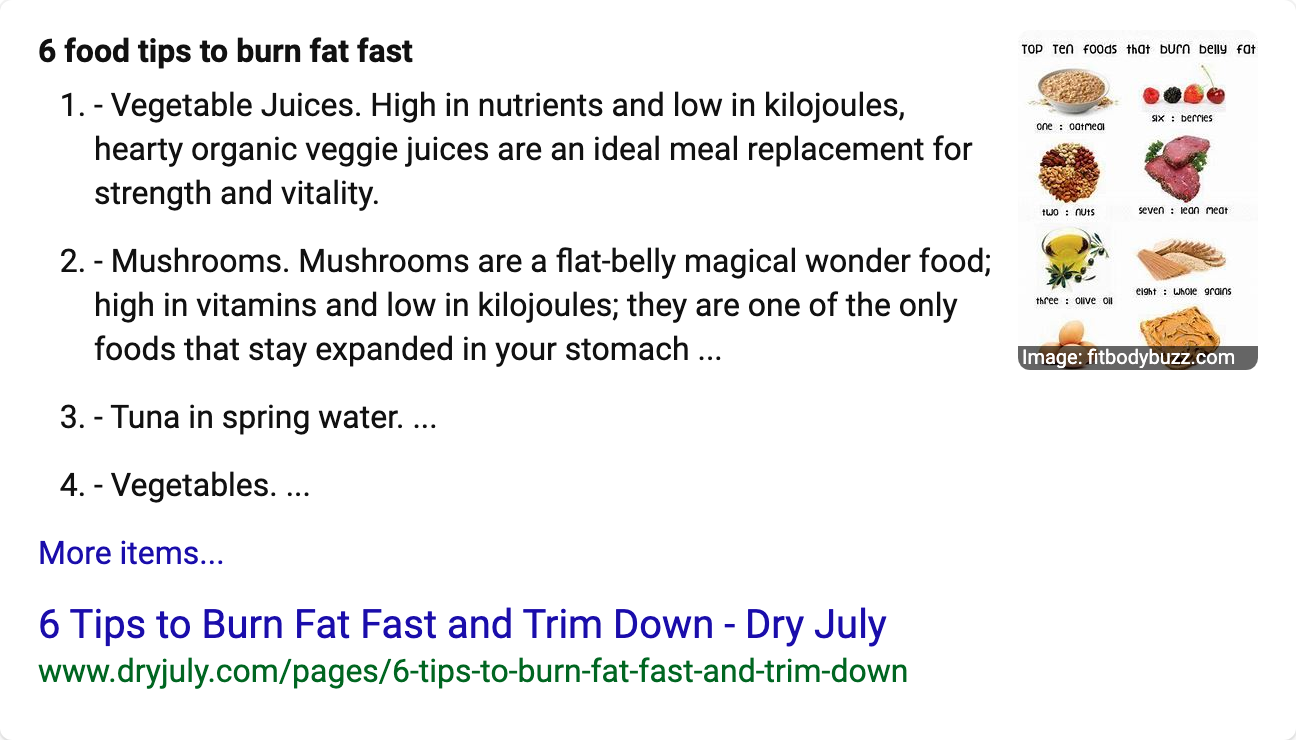 6 food tips to burn fat fast
1. - Vegetable Juices. High in nutrients and low in kilojoules,
hearty organic veggie juices are an ideal meal replacement for
strength and vitality.
2. - Mushrooms. Mushrooms are a flat-belly magical wonder food;
high in vitamins and low in kilojoules; they are one of the only
foods that stay expanded in your stomach ...
3. - Tuna in spring water. ...
4. - Vegetables. ...
More items...
6 Tips to Burn Fat Fast and Trim Down - Dry July
www.dryjuly.com/pages/6-tips-to-burn-fat-fast-and-trim-down
TOP Ten FOODS that burn belly fat
one : oatmeal
six : berries
two : nuts
seven : lean meat
three : olive oil
eight : whole grains
Image: fitbodybuzz.com